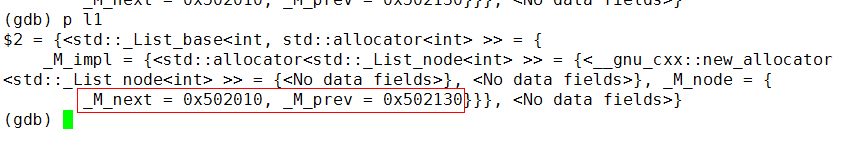 _M_next = 0x502010, _M_prev = 0x502130}}}, <No data fields>}
(gdb) p l1
$2 = {<std::_List_base<int, std::allocator<int> >> = {
    _M_impl = {<std::allocator<std::_List_node<int> >> = {<__gnu_cxx::new_allocator
<std::_List_node<int> >> = {<No data fields>}, <No data fields>}, _M_node = {
        _M_next = 0x502010, _M_prev = 0x502130}}}, <No data fields>}
(gdb)